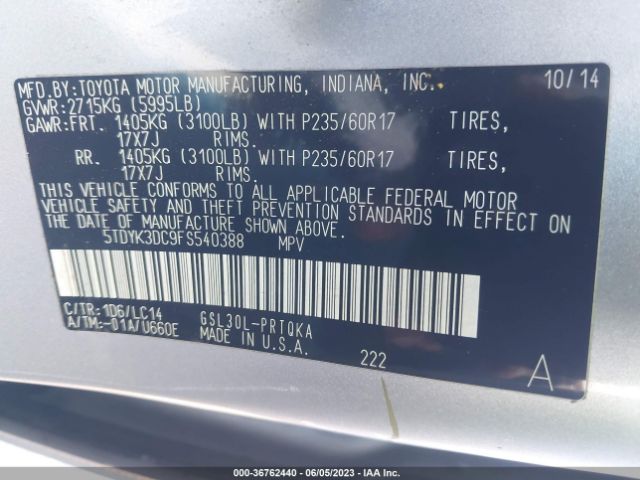 MFD.BY:TOYOTA MOTOR MANUFACTURING, INDIANA, INC. 10/14
GVWR:2715KG (5995LB)
GAWR:FRT. 1405KG (3100LB) WITH P235/60R17 TIRES,
17X7J RIMS.
RR. 1405KG (3100LB) WITH P235/60R17 TIRES,
17X7J RIMS.
THIS VEHICLE CONFORMS TO ALL APPLICABLE FEDERAL MOTOR
VEHICLE SAFETY AND THEFT PREVENTION STANDARDS IN EFFECT ON
THE DATE OF MANUFACTURE SHOWN ABOVE.
5TDYK3DC9FS540388 MPV
C/TR:1D6/LC14 GSL30L-PRTQKA
A/TM:-01A/U660E MADE IN U.S.A.
222
A
000-36762440 - 06/05/2023 - IAA Inc.